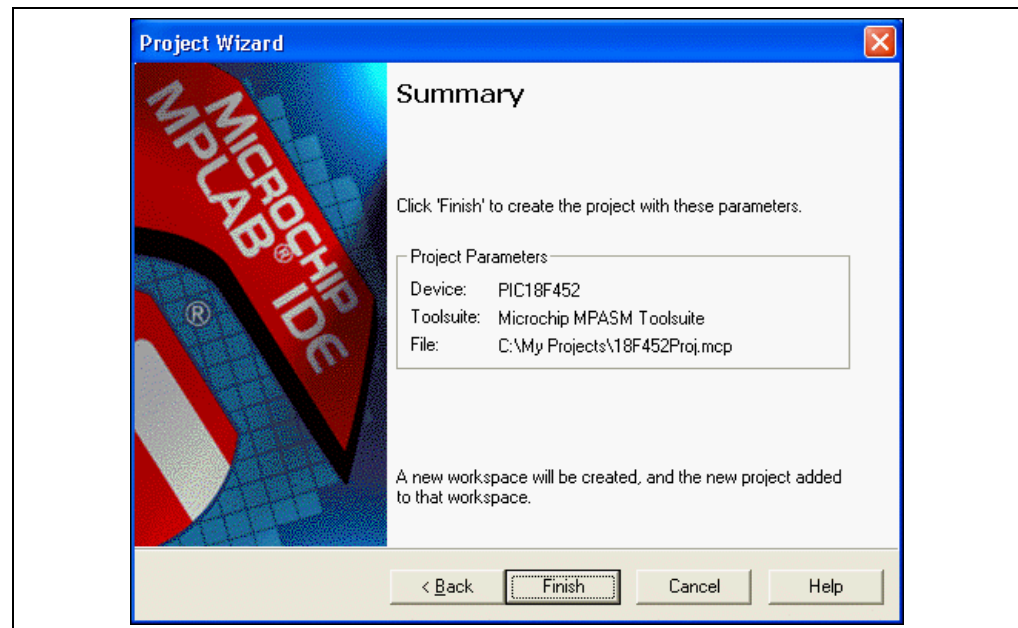 Project Wizard
MICROCHIP
MPLAB® IDE
®
Summary
Click 'Finish' to create the project with these parameters.
Project Parameters
Device: PIC18F452
Toolsuite: Microchip MPASM Toolsuite
File: C:\My Projects\18F452Proj.mcp
A new workspace will be created, and the new project added
to that workspace.
< Back Finish Cancel Help